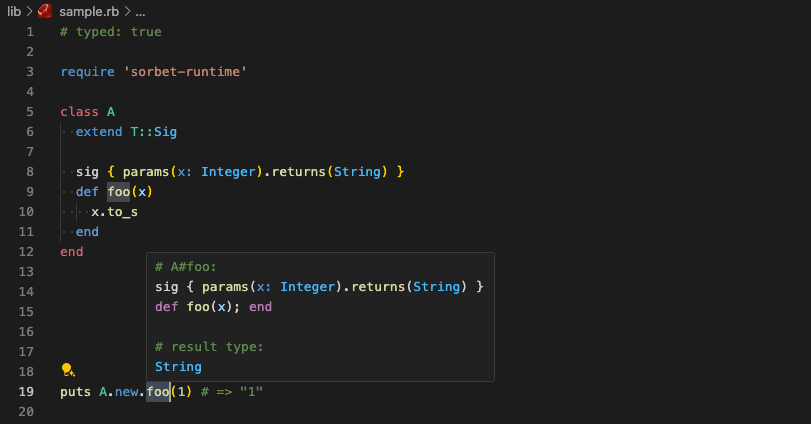 lib > sample.rb > ...
1 # typed: true
2
3 require 'sorbet-runtime'
4
5 class A
6   extend T::Sig
7
8   sig { params(x: Integer).returns(String) }
9   def foo(x)
10     x.to_s
11   end
12 end
13
14
15
16
17
18
# A#foo:
sig { params(x: Integer).returns(String) }
def foo(x); end
# result type:
String
19 puts A.new.foo(1) # => "1"
20